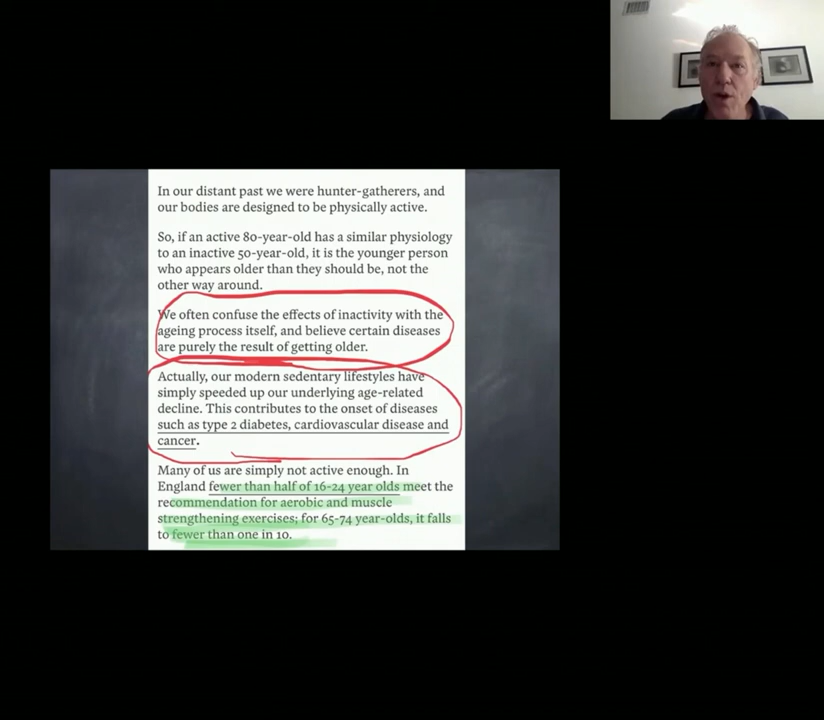 In our distant past we were hunter-gatherers, and
our bodies are designed to be physically active.
So, if an active 80-year-old has a similar physiology
to an inactive 50-year-old, it is the younger person
who appears older than they should be, not the
other way around.
We often confuse the effects of inactivity with the
ageing process itself, and believe certain diseases
are purely the result of getting older.
Actually, our modern sedentary lifestyles have
simply speeded up our underlying age-related
decline. This contributes to the onset of diseases
such as type 2 diabetes, cardiovascular disease and
cancer.
Many of us are simply not active enough. In
England fewer than half of 16-24 year olds meet the
recommendation for aerobic and muscle
strengthening exercises; for 65-74 year-olds, it falls
to fewer than one in 10.